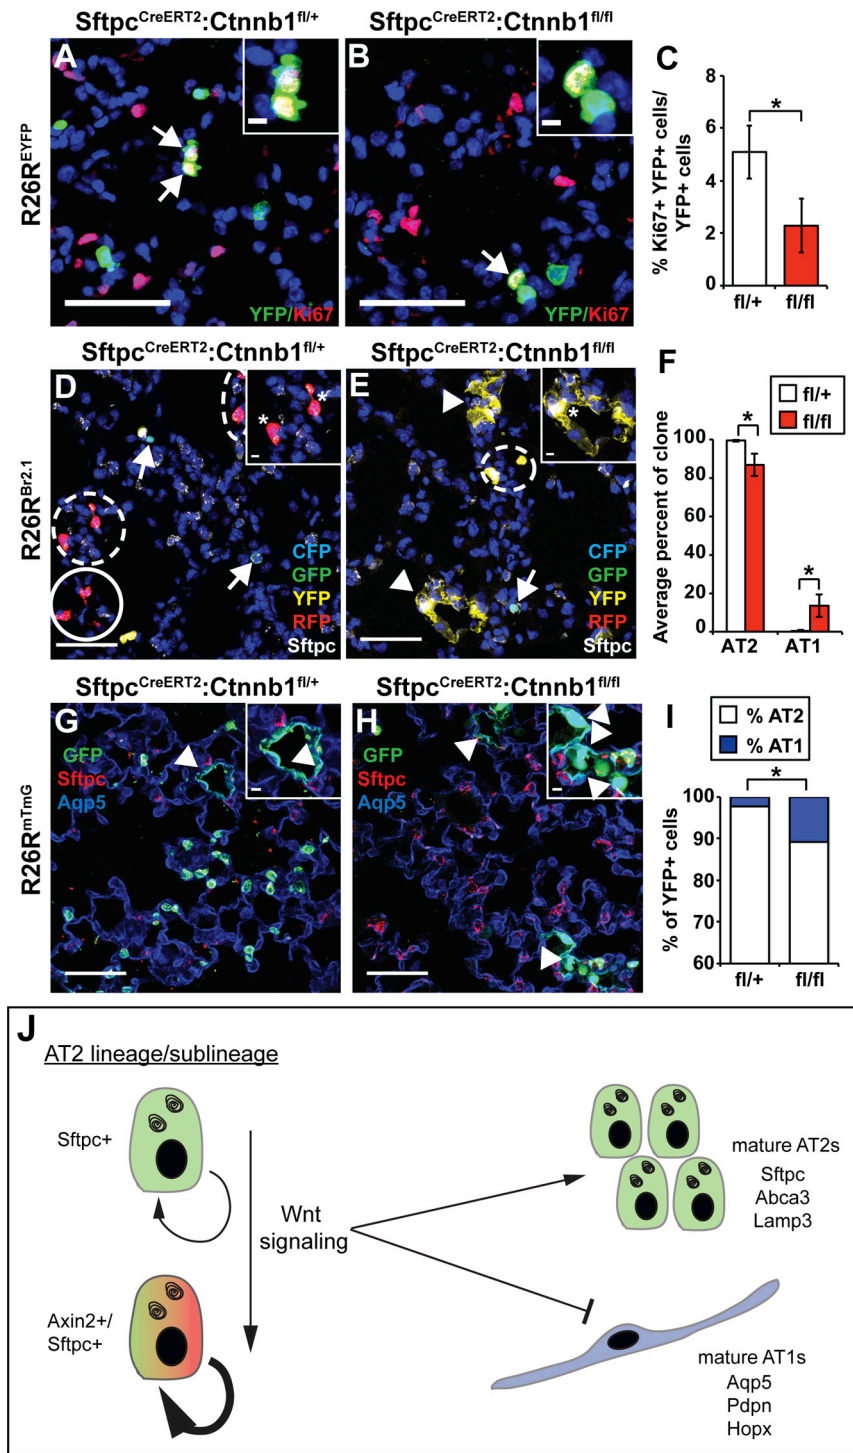 Sftpc^CreERT2:Ctnnb1^fl/+
Sftpc^CreERT2:Ctnnb1^fl/fl
R26R^EYFP
A
YFP/Ki67
B
YFP/Ki67
C
% Ki67+ YFP+ cells/
YFP+ cells
8
6
4
2
0
*
fl/+
fl/fl
Sftpc^CreERT2:Ctnnb1^fl/+
Sftpc^CreERT2:Ctnnb1^fl/fl
R26R^Br2.1
D
*
*
CFP
GFP
YFP
RFP
Sftpc
E
*
CFP
GFP
YFP
RFP
Sftpc
F
fl/+
fl/fl
Average percent of clone
100
80
60
40
20
0
*
*
AT2
AT1
Sftpc^CreERT2:Ctnnb1^fl/+
Sftpc^CreERT2:Ctnnb1^fl/fl
R26R^mTmG
G
GFP
Sftpc
Aqp5
H
GFP
Sftpc
Aqp5
I
% AT2
% AT1
% of YFP+ cells
100
90
80
70
60
*
fl/+
fl/fl
J
AT2 lineage/sublineage
Sftpc+
Wnt
signaling
Axin2+/
Sftpc+
mature AT2s
Sftpc
Abca3
Lamp3
mature AT1s
Aqp5
Pdpn
Hopx